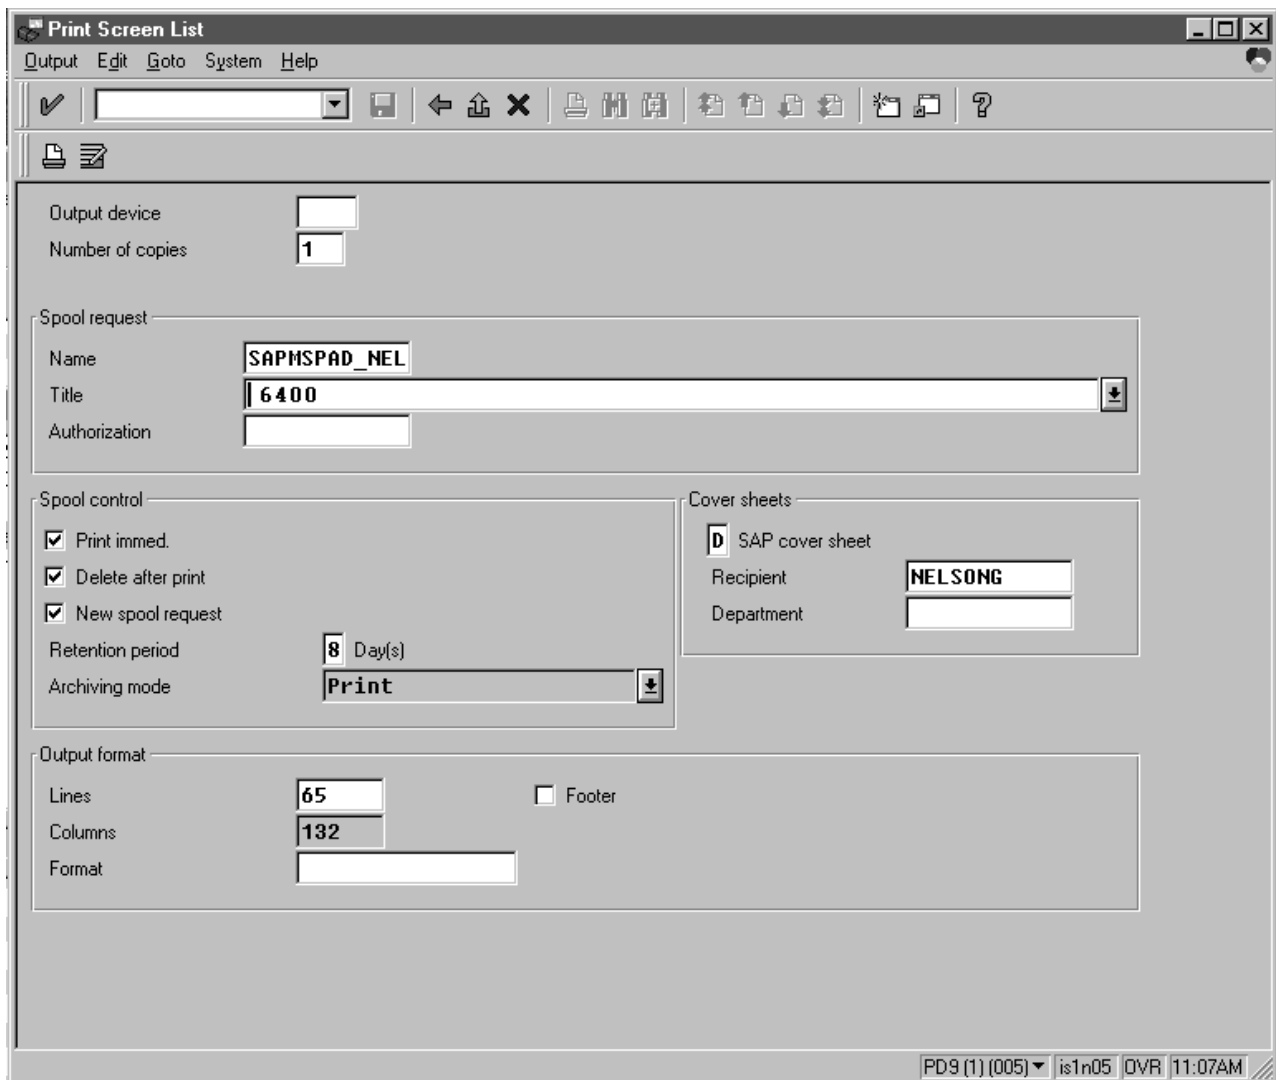 Print Screen List
Output Edit Goto System Help
Output device
Number of copies 1
Spool request
Name SAPMSPAD_NEL
Title 6400
Authorization
Spool control
Print immed.
Delete after print
New spool request
Retention period 8 Day(s)
Archiving mode Print
Cover sheets
D SAP cover sheet
Recipient NELSONG
Department
Output format
Lines 65 Footer
Columns 132
Format
PD9 (1) (005) is1n05 OVR 11:07AM